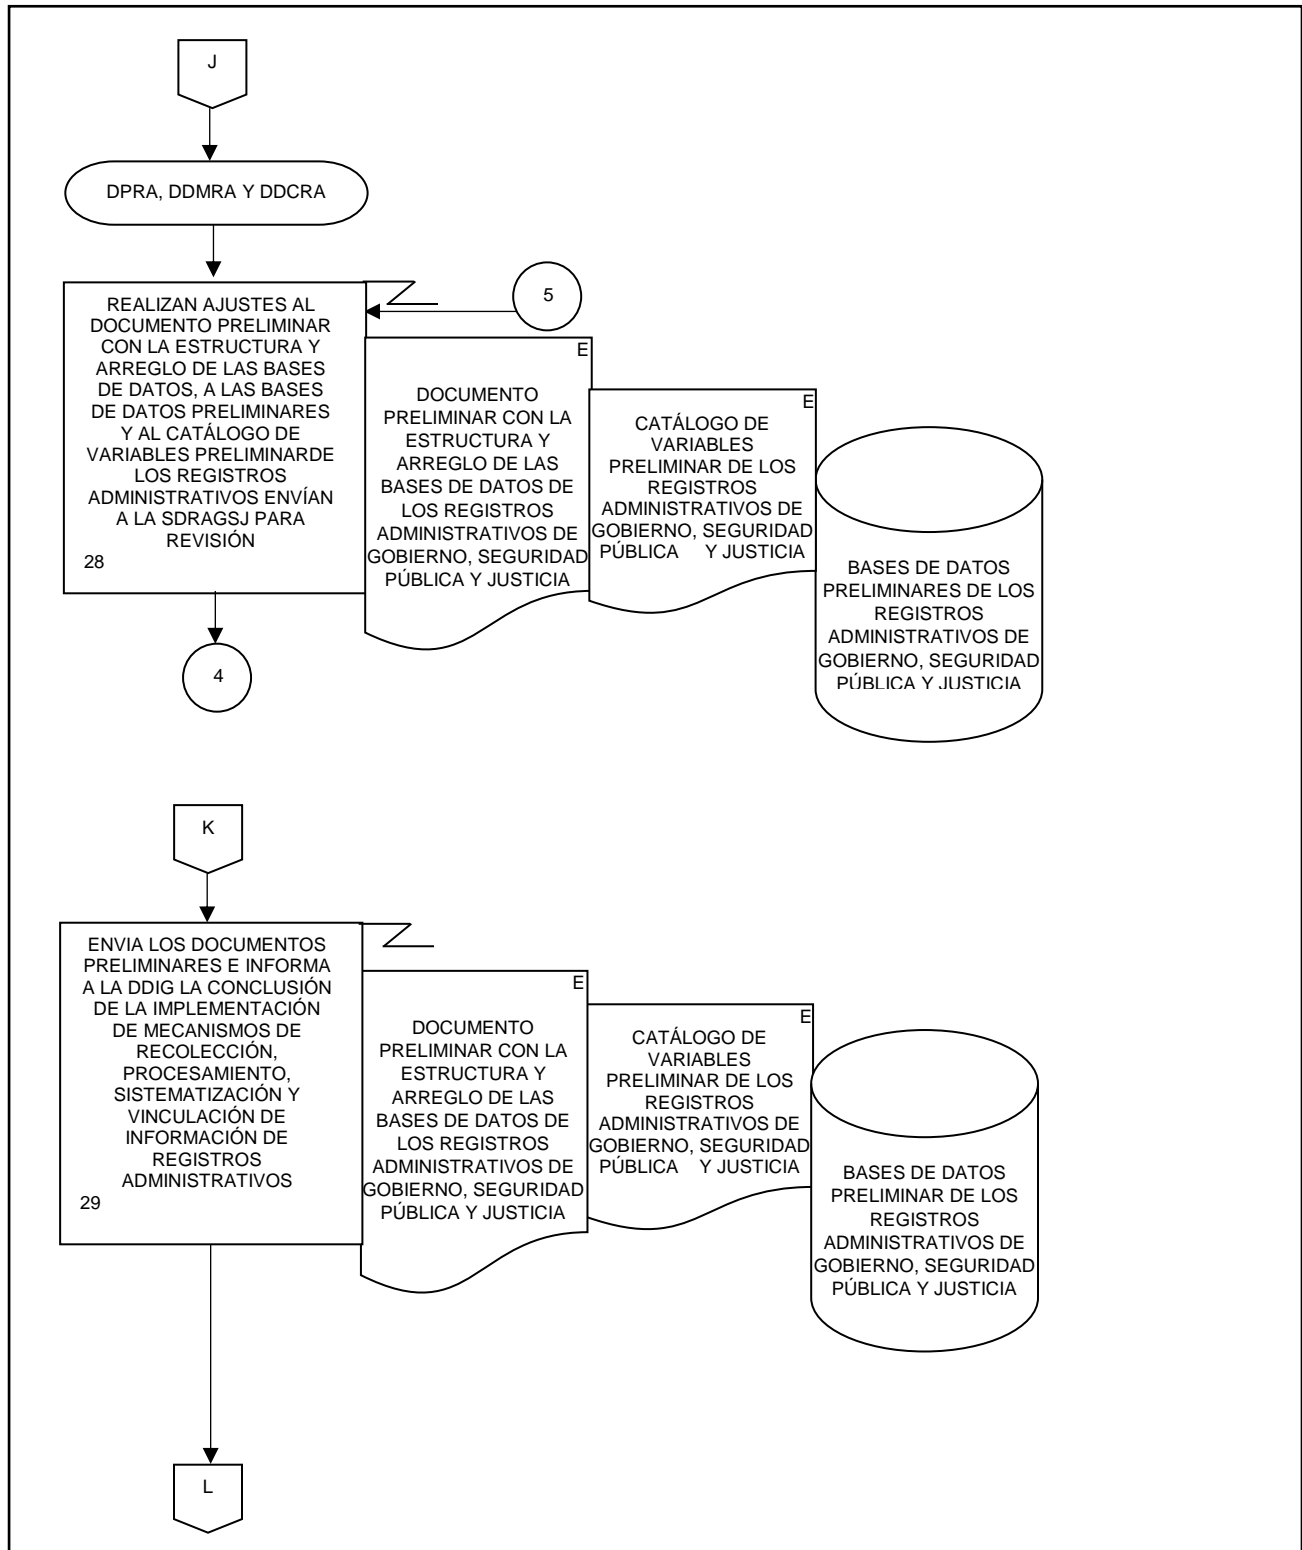 J
DPRA, DDMRA Y DDCRA
5
REALIZAN AJUSTES AL
DOCUMENTO PRELIMINAR
CON LA ESTRUCTURA Y
ARREGLO DE LAS BASES
DE DATOS, A LAS BASES
DE DATOS PRELIMINARES
Y AL CATÁLOGO DE
VARIABLES PRELIMINARDE
LOS REGISTROS
ADMINISTRATIVOS ENVÍAN
A LA SDRAGSJ PARA
REVISIÓN
28
E
DOCUMENTO
PRELIMINAR CON LA
ESTRUCTURA Y
ARREGLO DE LAS
BASES DE DATOS DE
LOS REGISTROS
ADMINISTRATIVOS DE
GOBIERNO, SEGURIDAD
PÚBLICA Y JUSTICIA
E
CATÁLOGO DE
VARIABLES
PRELIMINAR DE LOS
REGISTROS
ADMINISTRATIVOS DE
GOBIERNO, SEGURIDAD
PÚBLICA Y JUSTICIA
BASES DE DATOS
PRELIMINARES DE LOS
REGISTROS
ADMINISTRATIVOS DE
GOBIERNO, SEGURIDAD
PÚBLICA Y JUSTICIA
4
K
ENVIA LOS DOCUMENTOS
PRELIMINARES E INFORMA
A LA DDIG LA CONCLUSIÓN
DE LA IMPLEMENTACIÓN
DE MECANISMOS DE
RECOLECCIÓN,
PROCESAMIENTO,
SISTEMATIZACIÓN Y
VINCULACIÓN DE
INFORMACIÓN DE
REGISTROS
ADMINISTRATIVOS
29
E
DOCUMENTO
PRELIMINAR CON LA
ESTRUCTURA Y
ARREGLO DE LAS
BASES DE DATOS DE
LOS REGISTROS
ADMINISTRATIVOS DE
GOBIERNO, SEGURIDAD
PÚBLICA Y JUSTICIA
E
CATÁLOGO DE
VARIABLES
PRELIMINAR DE LOS
REGISTROS
ADMINISTRATIVOS DE
GOBIERNO, SEGURIDAD
PÚBLICA Y JUSTICIA
BASES DE DATOS
PRELIMINAR DE LOS
REGISTROS
ADMINISTRATIVOS DE
GOBIERNO, SEGURIDAD
PÚBLICA Y JUSTICIA
L